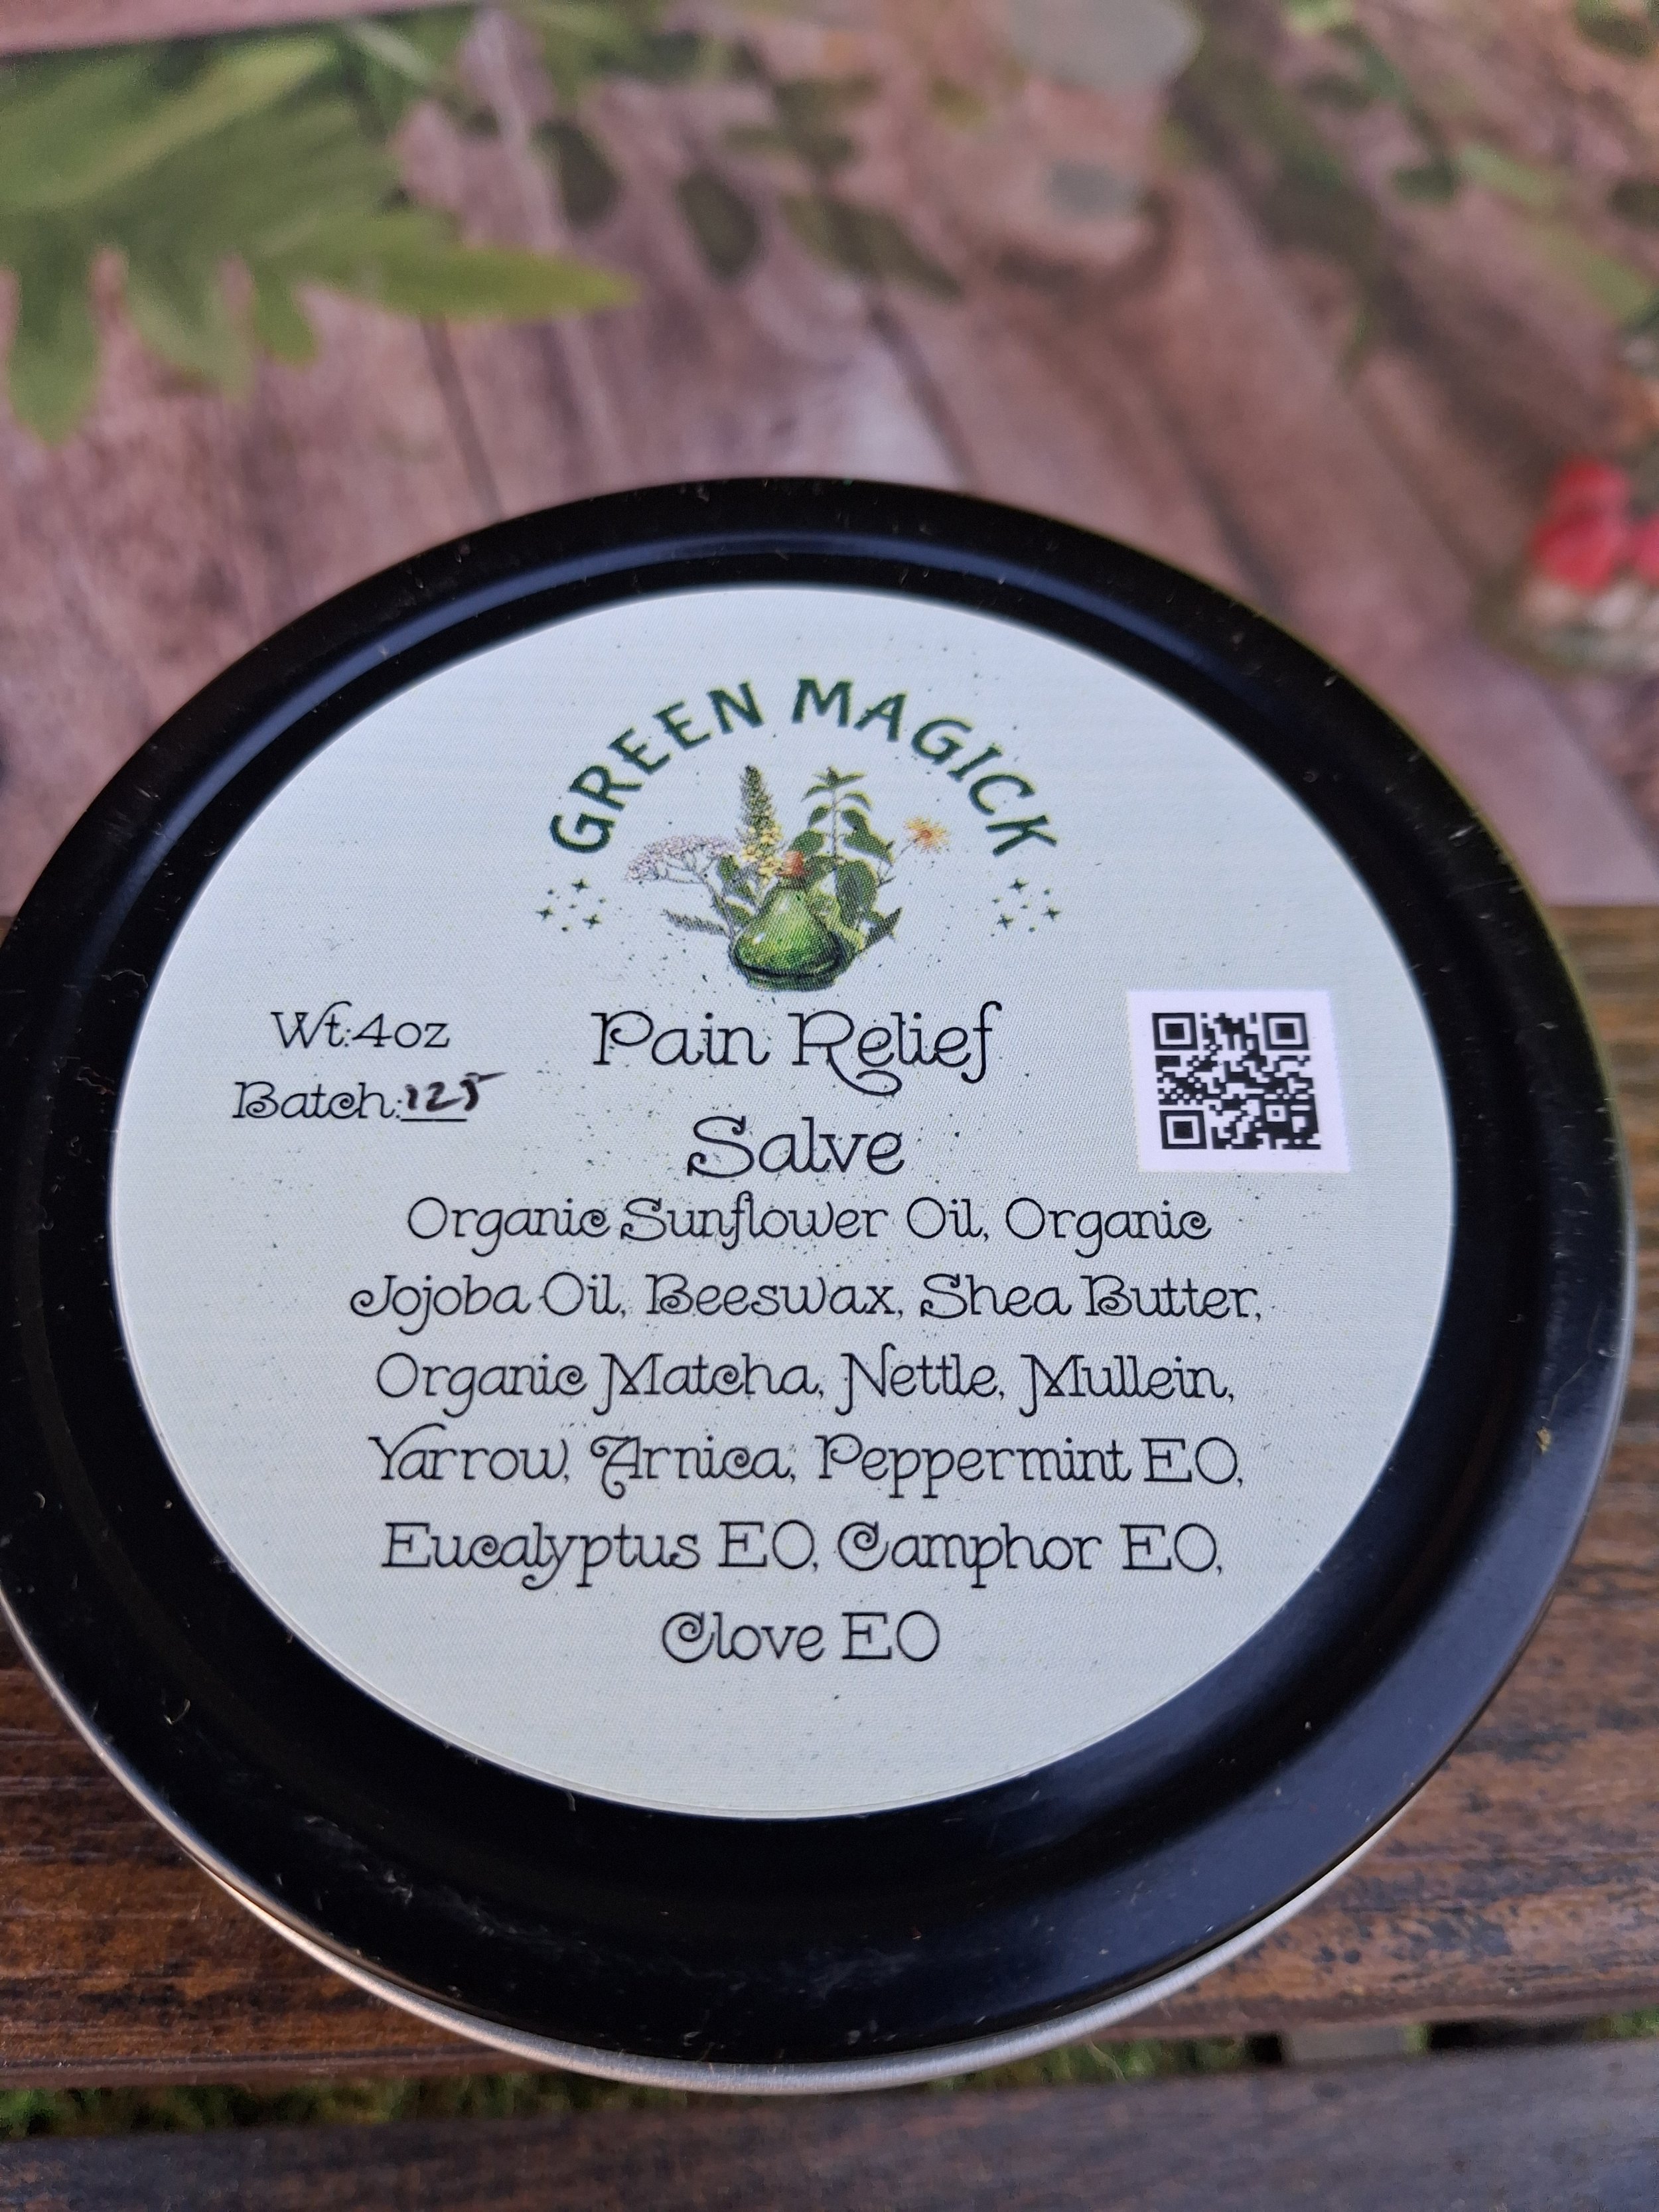 GREEN MAGICK
Wt:4oz
Batch:125
Pain Relief
Salve
Organic Sunflower Oil, Organic
Jojoba Oil, Beeswax, Shea Butter,
Organic Matcha, Nettle, Mullein,
Yarrow, Arnica, Peppermint EO,
Eucalyptus EO, Camphor EO,
Clove EO